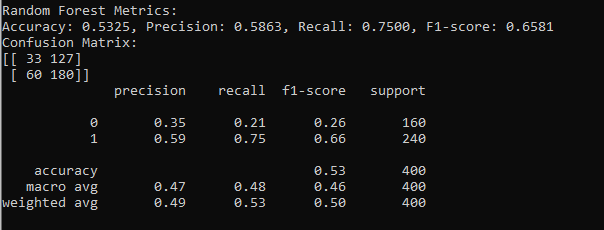 Random Forest Metrics:
Accuracy: 0.5325, Precision: 0.5863, Recall: 0.7500, F1-score: 0.6581
Confusion Matrix:
[[ 33 127]
 [ 60 180]]
              precision    recall  f1-score   support

           0       0.35      0.21      0.26       160
           1       0.59      0.75      0.66       240

    accuracy                           0.53       400
   macro avg       0.47      0.48      0.46       400
weighted avg       0.49      0.53      0.50       400